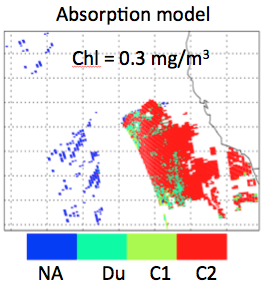 Absorption model
Chl = 0.3 mg/m³
NA Du C1 C2